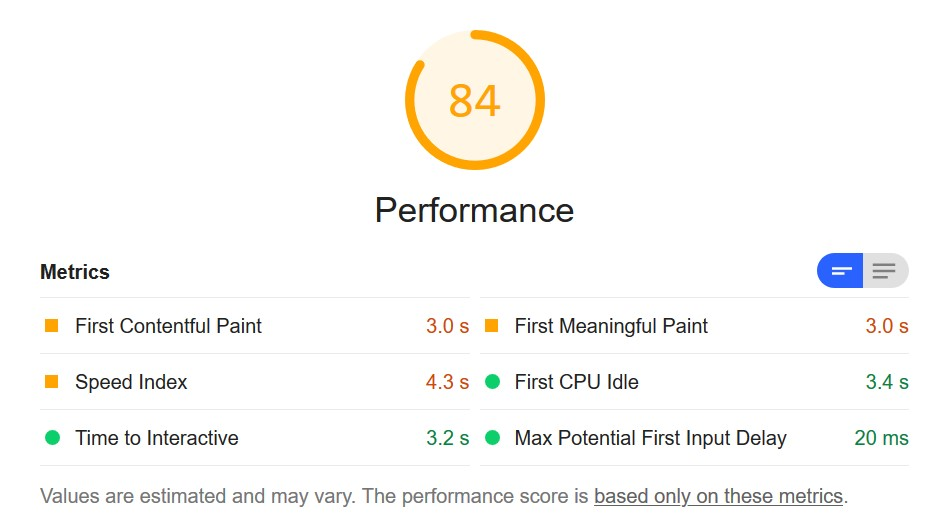 84
Performance
Metrics
First Contentful Paint 3.0 s
First Meaningful Paint 3.0 s
Speed Index 4.3 s
First CPU Idle 3.4 s
Time to Interactive 3.2 s
Max Potential First Input Delay 20 ms
Values are estimated and may vary. The performance score is based only on these metrics.